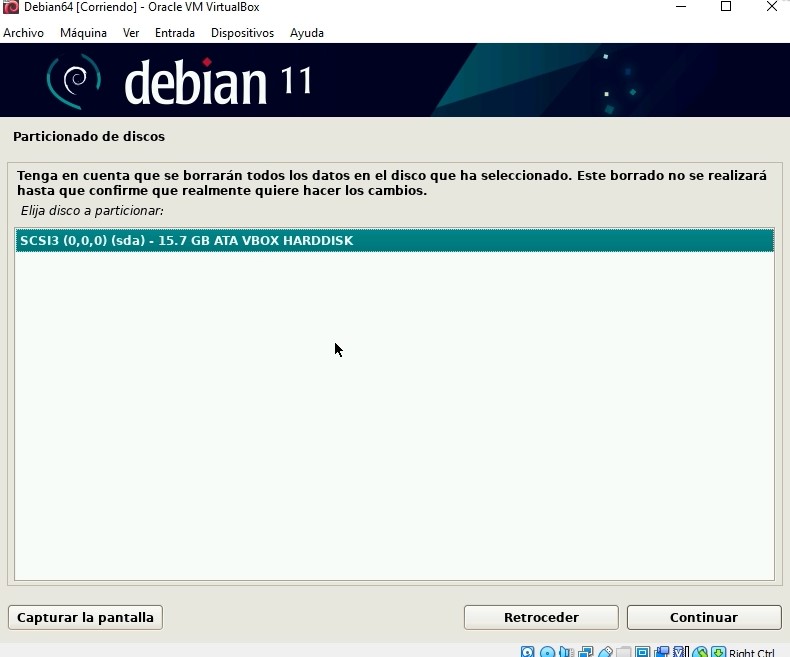 Debian64 [Corriendo] - Oracle VM VirtualBox
Archivo Máquina Ver Entrada Dispositivos Ayuda
debian 11
Particionado de discos
Tenga en cuenta que se borrarán todos los datos en el disco que ha seleccionado. Este borrado no se realizará
hasta que confirme que realmente quiere hacer los cambios.
Elija disco a particionar:
SCSI3 (0,0,0) (sda) - 15.7 GB ATA VBOX HARDDISK
Capturar la pantalla Retroceder Continuar
Right Ctrl